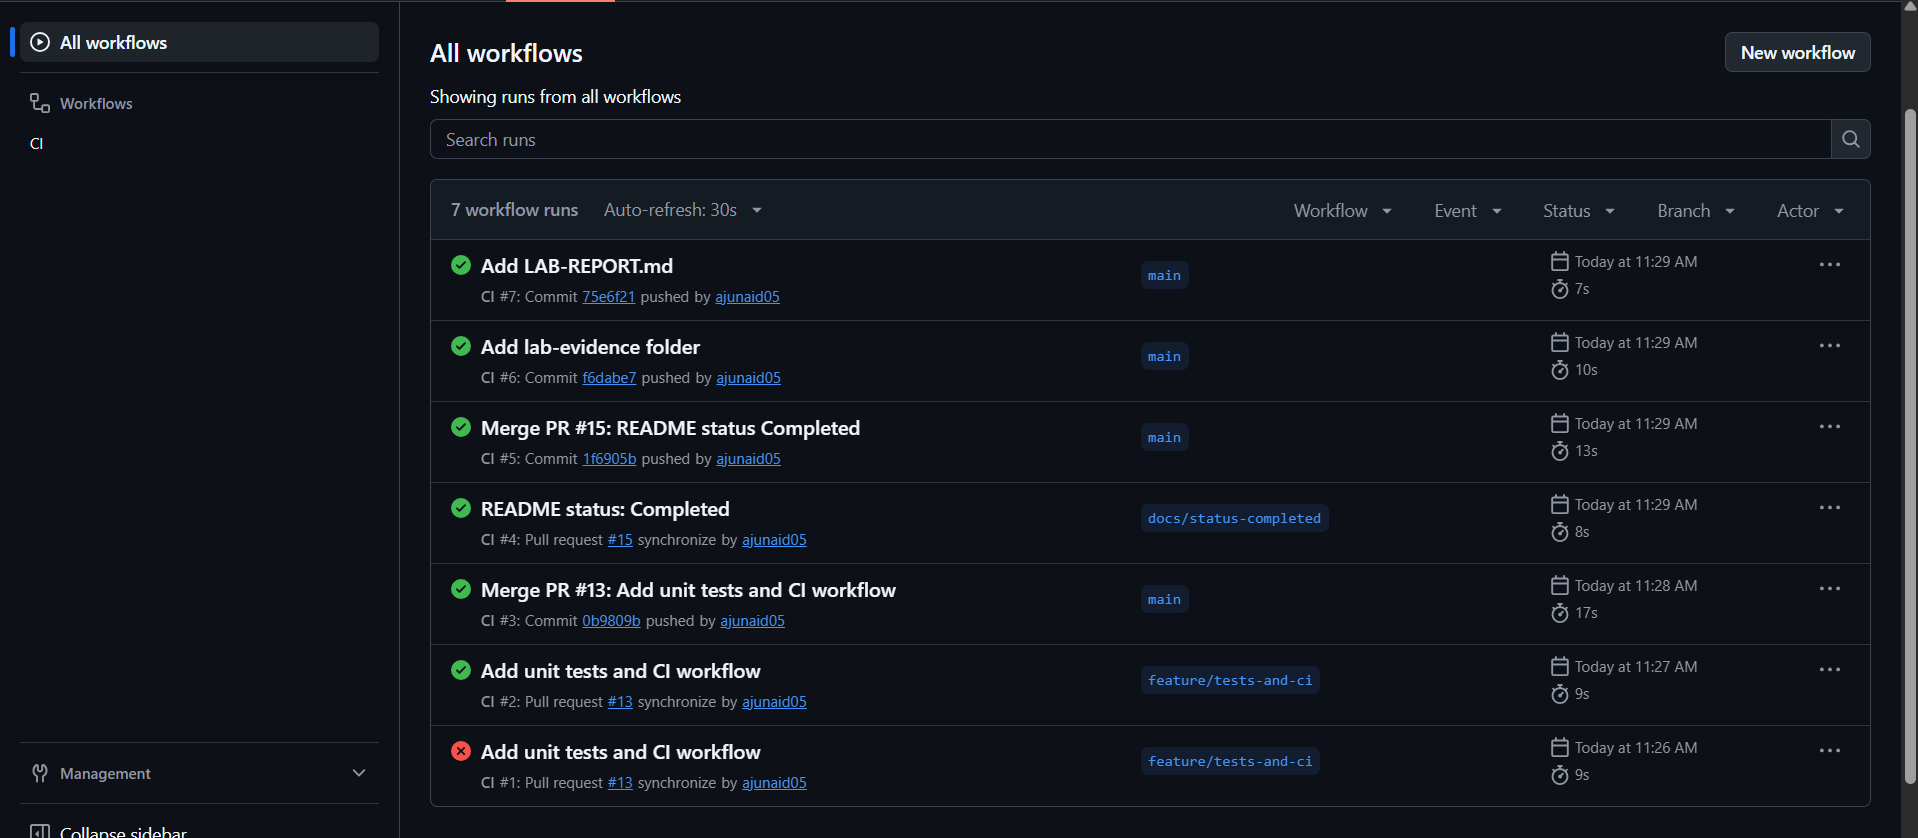 All workflows
Workflows
CI
Management
Collapse sidebar
All workflows
New workflow
Showing runs from all workflows
Search runs
7 workflow runs Auto-refresh: 30s Workflow Event Status Branch Actor
Add LAB-REPORT.md main Today at 11:29 AM
CI #7: Commit 75e6f21 pushed by ajunaid05 7s
Add lab-evidence folder main Today at 11:29 AM
CI #6: Commit f6dabe7 pushed by ajunaid05 10s
Merge PR #15: README status Completed main Today at 11:29 AM
CI #5: Commit 1f6905b pushed by ajunaid05 13s
README status: Completed docs/status-completed Today at 11:29 AM
CI #4: Pull request #15 synchronize by ajunaid05 8s
Merge PR #13: Add unit tests and CI workflow main Today at 11:28 AM
CI #3: Commit 0b9809b pushed by ajunaid05 17s
Add unit tests and CI workflow feature/tests-and-ci Today at 11:27 AM
CI #2: Pull request #13 synchronize by ajunaid05 9s
Add unit tests and CI workflow feature/tests-and-ci Today at 11:26 AM
CI #1: Pull request #13 synchronize by ajunaid05 9s